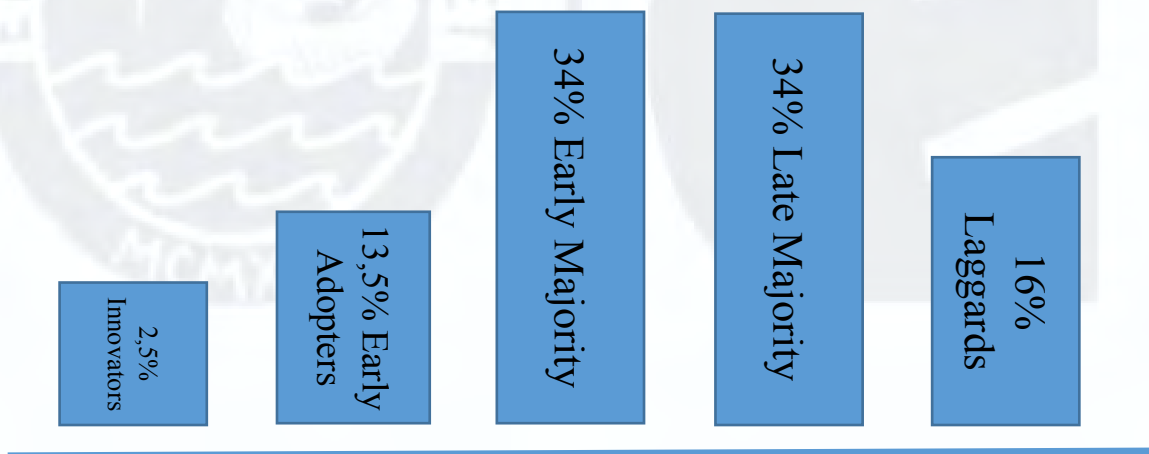 2,5%
Innovators
13,5% Early
Adopters
34% Early Majority
34% Late Majority
16%
Laggards